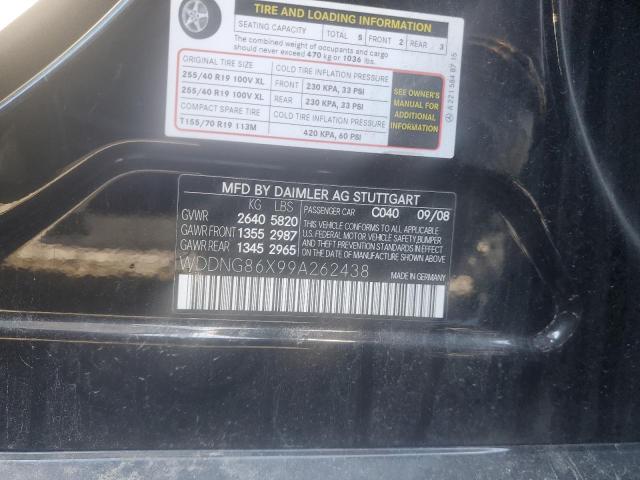 TIRE AND LOADING INFORMATION
SEATING CAPACITY TOTAL 5 FRONT 2 REAR 3
The combined weight of occupants and cargo
should never exceed 470 kg or 1036 lbs.
ORIGINAL TIRE SIZE COLD TIRE INFLATION PRESSURE
255/40 R19 100V XL FRONT 230 KPA, 33 PSI
255/40 R19 100V XL REAR 230 KPA, 33 PSI
COMPACT SPARE TIRE COLD TIRE INFLATION PRESSURE
T155/70 R19 113M 420 KPA, 60 PSI
SEE OWNER'S
MANUAL FOR
ADDITIONAL
INFORMATION
A 221 584 87 15
MFG BY DAIMLER AG STUTTGART
KG LBS PASSENGER CAR C040 09/08
GVWR 2640 5820
GAWR FRONT 1355 2987
GAWR REAR 1345 2965
THIS VEHICLE CONFORMS TO ALL APPLICABLE
U.S. FEDERAL MOTOR VEHICLE SAFETY, BUMPER
AND THEFT PREVENTION STANDARDS IN EFFECT
ON THE DATE OF MANUFACTURE SHOWN ABOVE.
WDDNG86X99A262438
MADE IN GERMANY